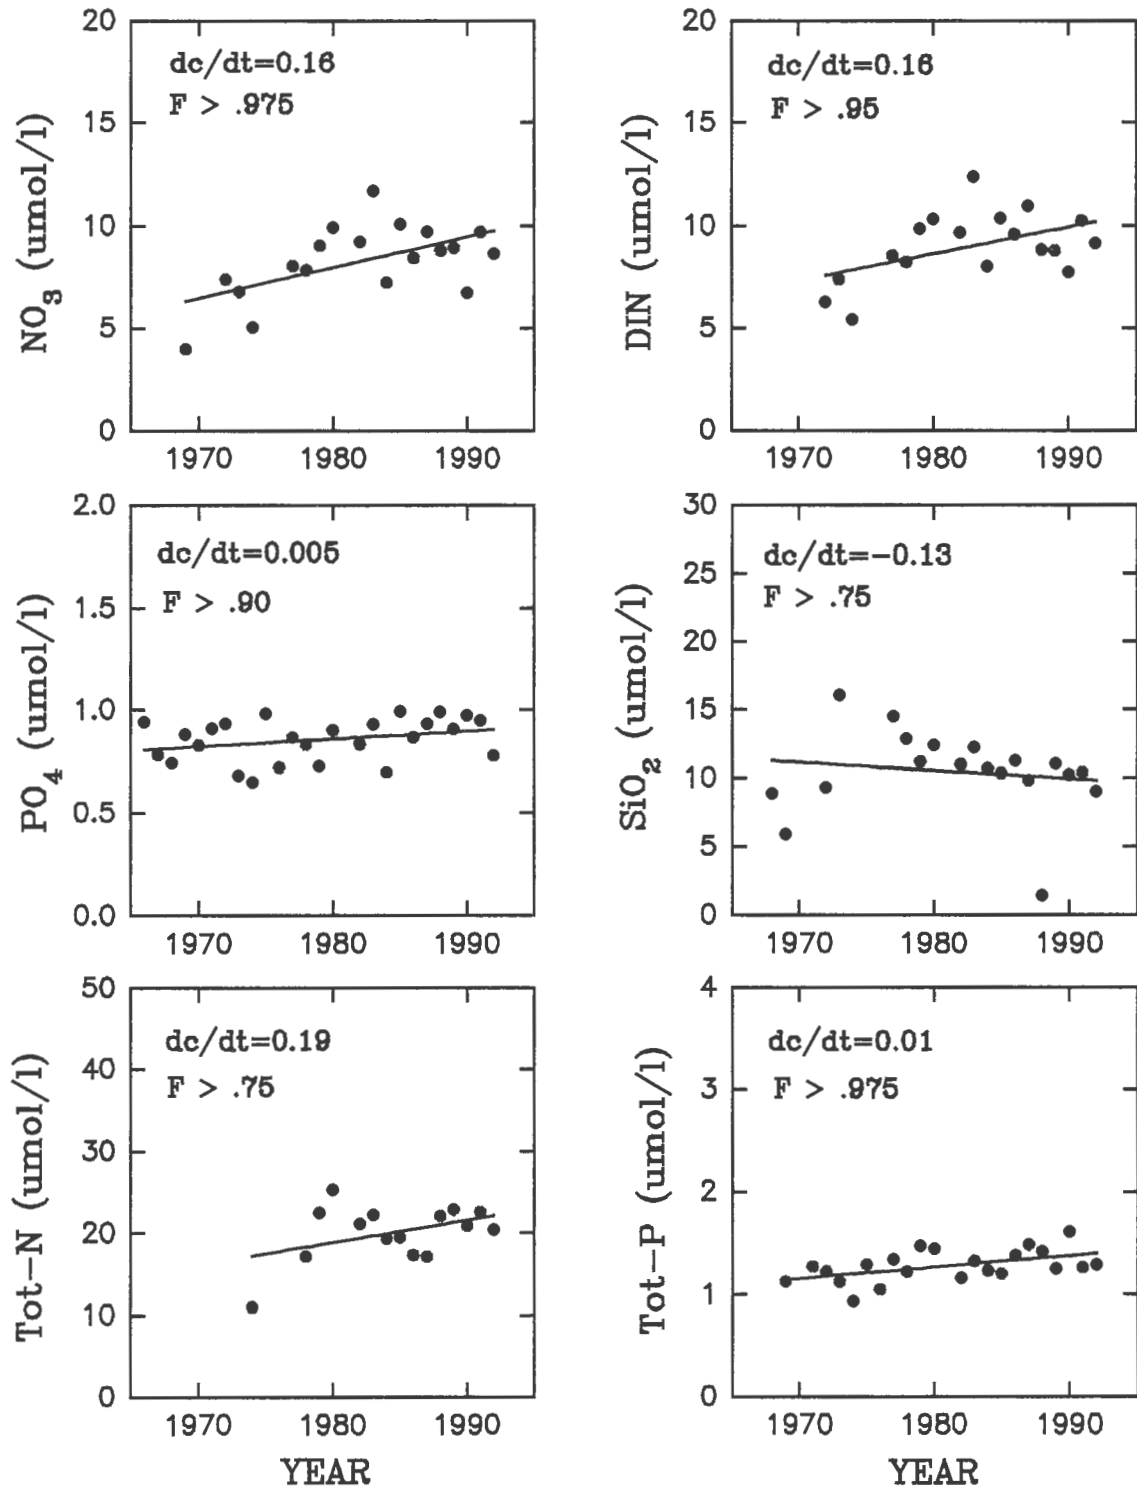 20
15
10
5
0
NO3 (umol/l)
dc/dt=0.16
F > .975
1970 1980 1990
20
15
10
5
0
DIN (umol/l)
dc/dt=0.16
F > .95
1970 1980 1990
2.0
1.5
1.0
0.5
0.0
PO4 (umol/l)
dc/dt=0.005
F > .90
1970 1980 1990
30
25
20
15
10
5
0
SiO2 (umol/l)
dc/dt=−0.13
F > .75
1970 1980 1990
50
40
30
20
10
0
Tot−N (umol/l)
dc/dt=0.19
F > .75
1970 1980 1990
YEAR
4
3
2
1
0
Tot−P (umol/l)
dc/dt=0.01
F > .975
1970 1980 1990
YEAR